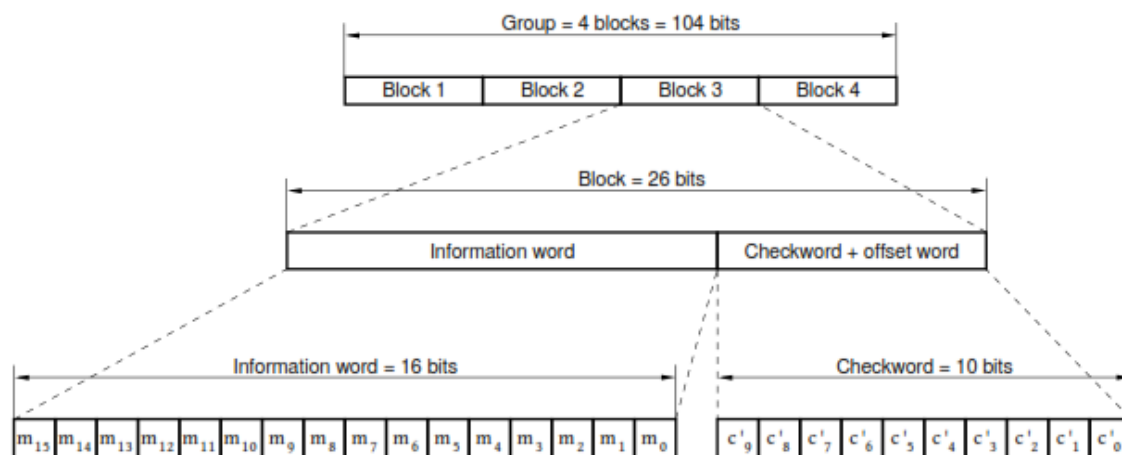 Group = 4 blocks = 104 bits
Block 1 Block 2 Block 3 Block 4
Block = 26 bits
Information word Checkword + offset word
Information word = 16 bits Checkword = 10 bits
m15 m14 m13 m12 m11 m10 m9 m8 m7 m6 m5 m4 m3 m2 m1 m0 c'9 c'8 c'7 c'6 c'5 c'4 c'3 c'2 c'1 c'0